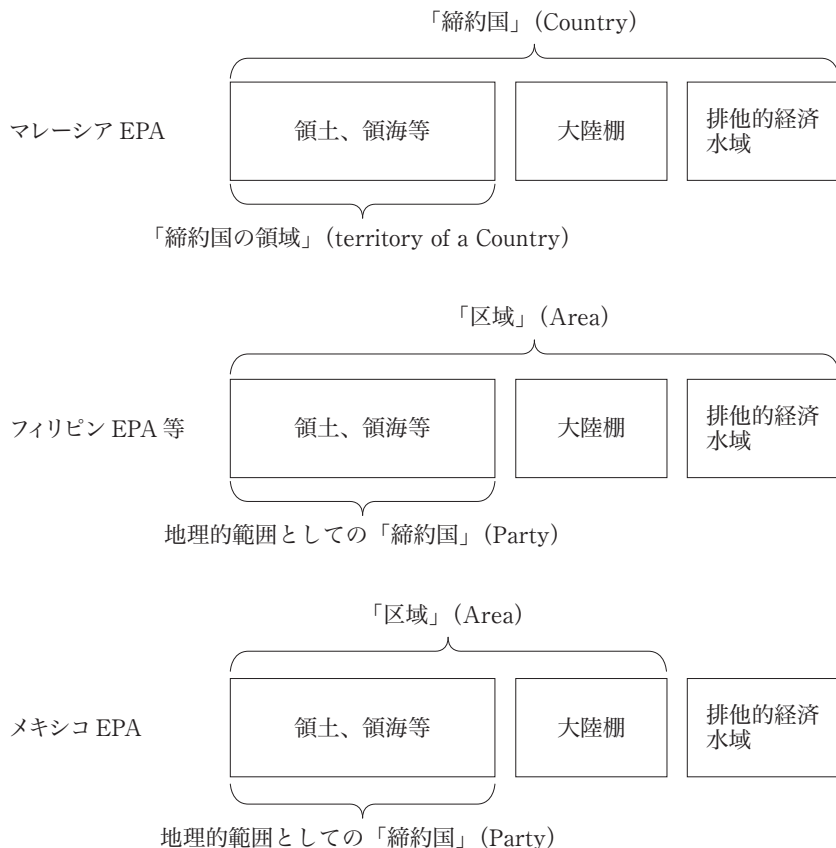 「締約国」(Country)
マレーシア EPA
領土、領海等
大陸棚
排他的経済
水域
「締約国の領域」(territory of a Country)
「区域」(Area)
フィリピン EPA 等
領土、領海等
大陸棚
排他的経済
水域
地理的範囲としての「締約国」(Party)
「区域」(Area)
メキシコ EPA
領土、領海等
大陸棚
排他的経済
水域
地理的範囲としての「締約国」(Party)